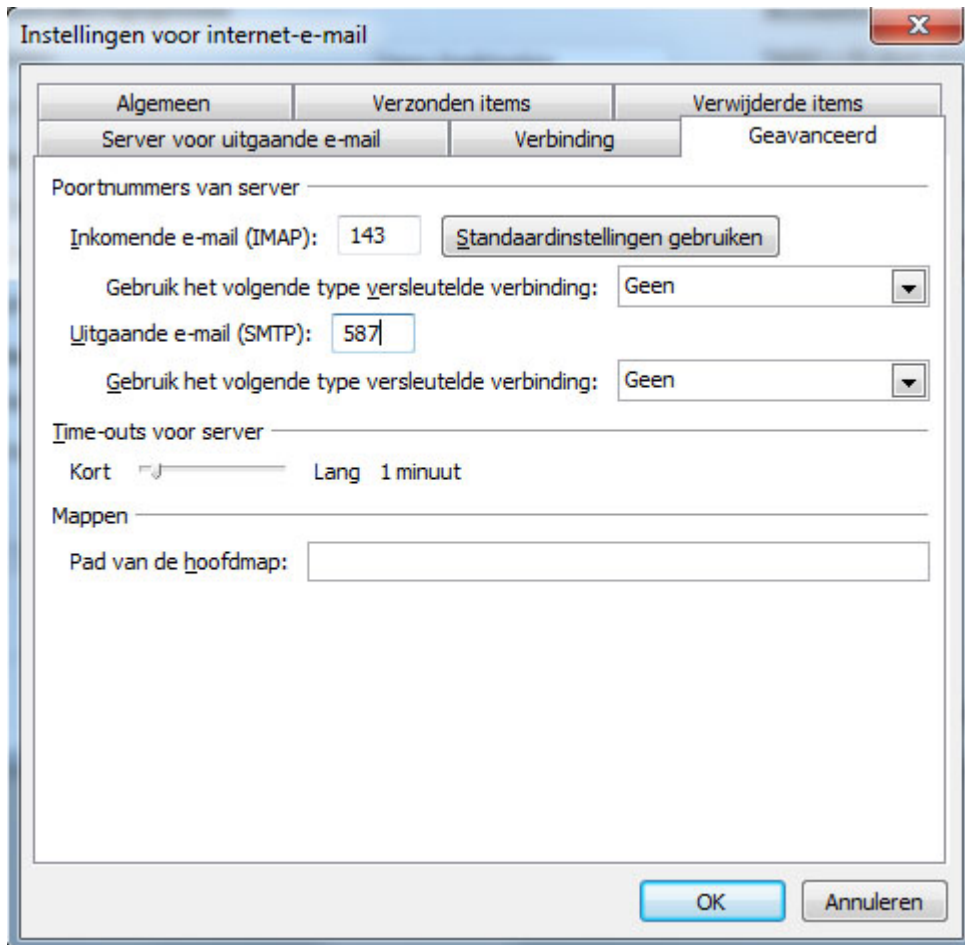 Instellingen voor internet-e-mail
Algemeen Verzonden items Verwijderde items
Server voor uitgaande e-mail Verbinding Geavanceerd
Poortnummers van server
Inkomende e-mail (IMAP): 143 Standaardinstellingen gebruiken
Gebruik het volgende type versleutelde verbinding: Geen
Uitgaande e-mail (SMTP): 587
Gebruik het volgende type versleutelde verbinding: Geen
Time-outs voor server
Kort Lang 1 minuut
Mappen
Pad van de hoofdmap:
OK Annuleren